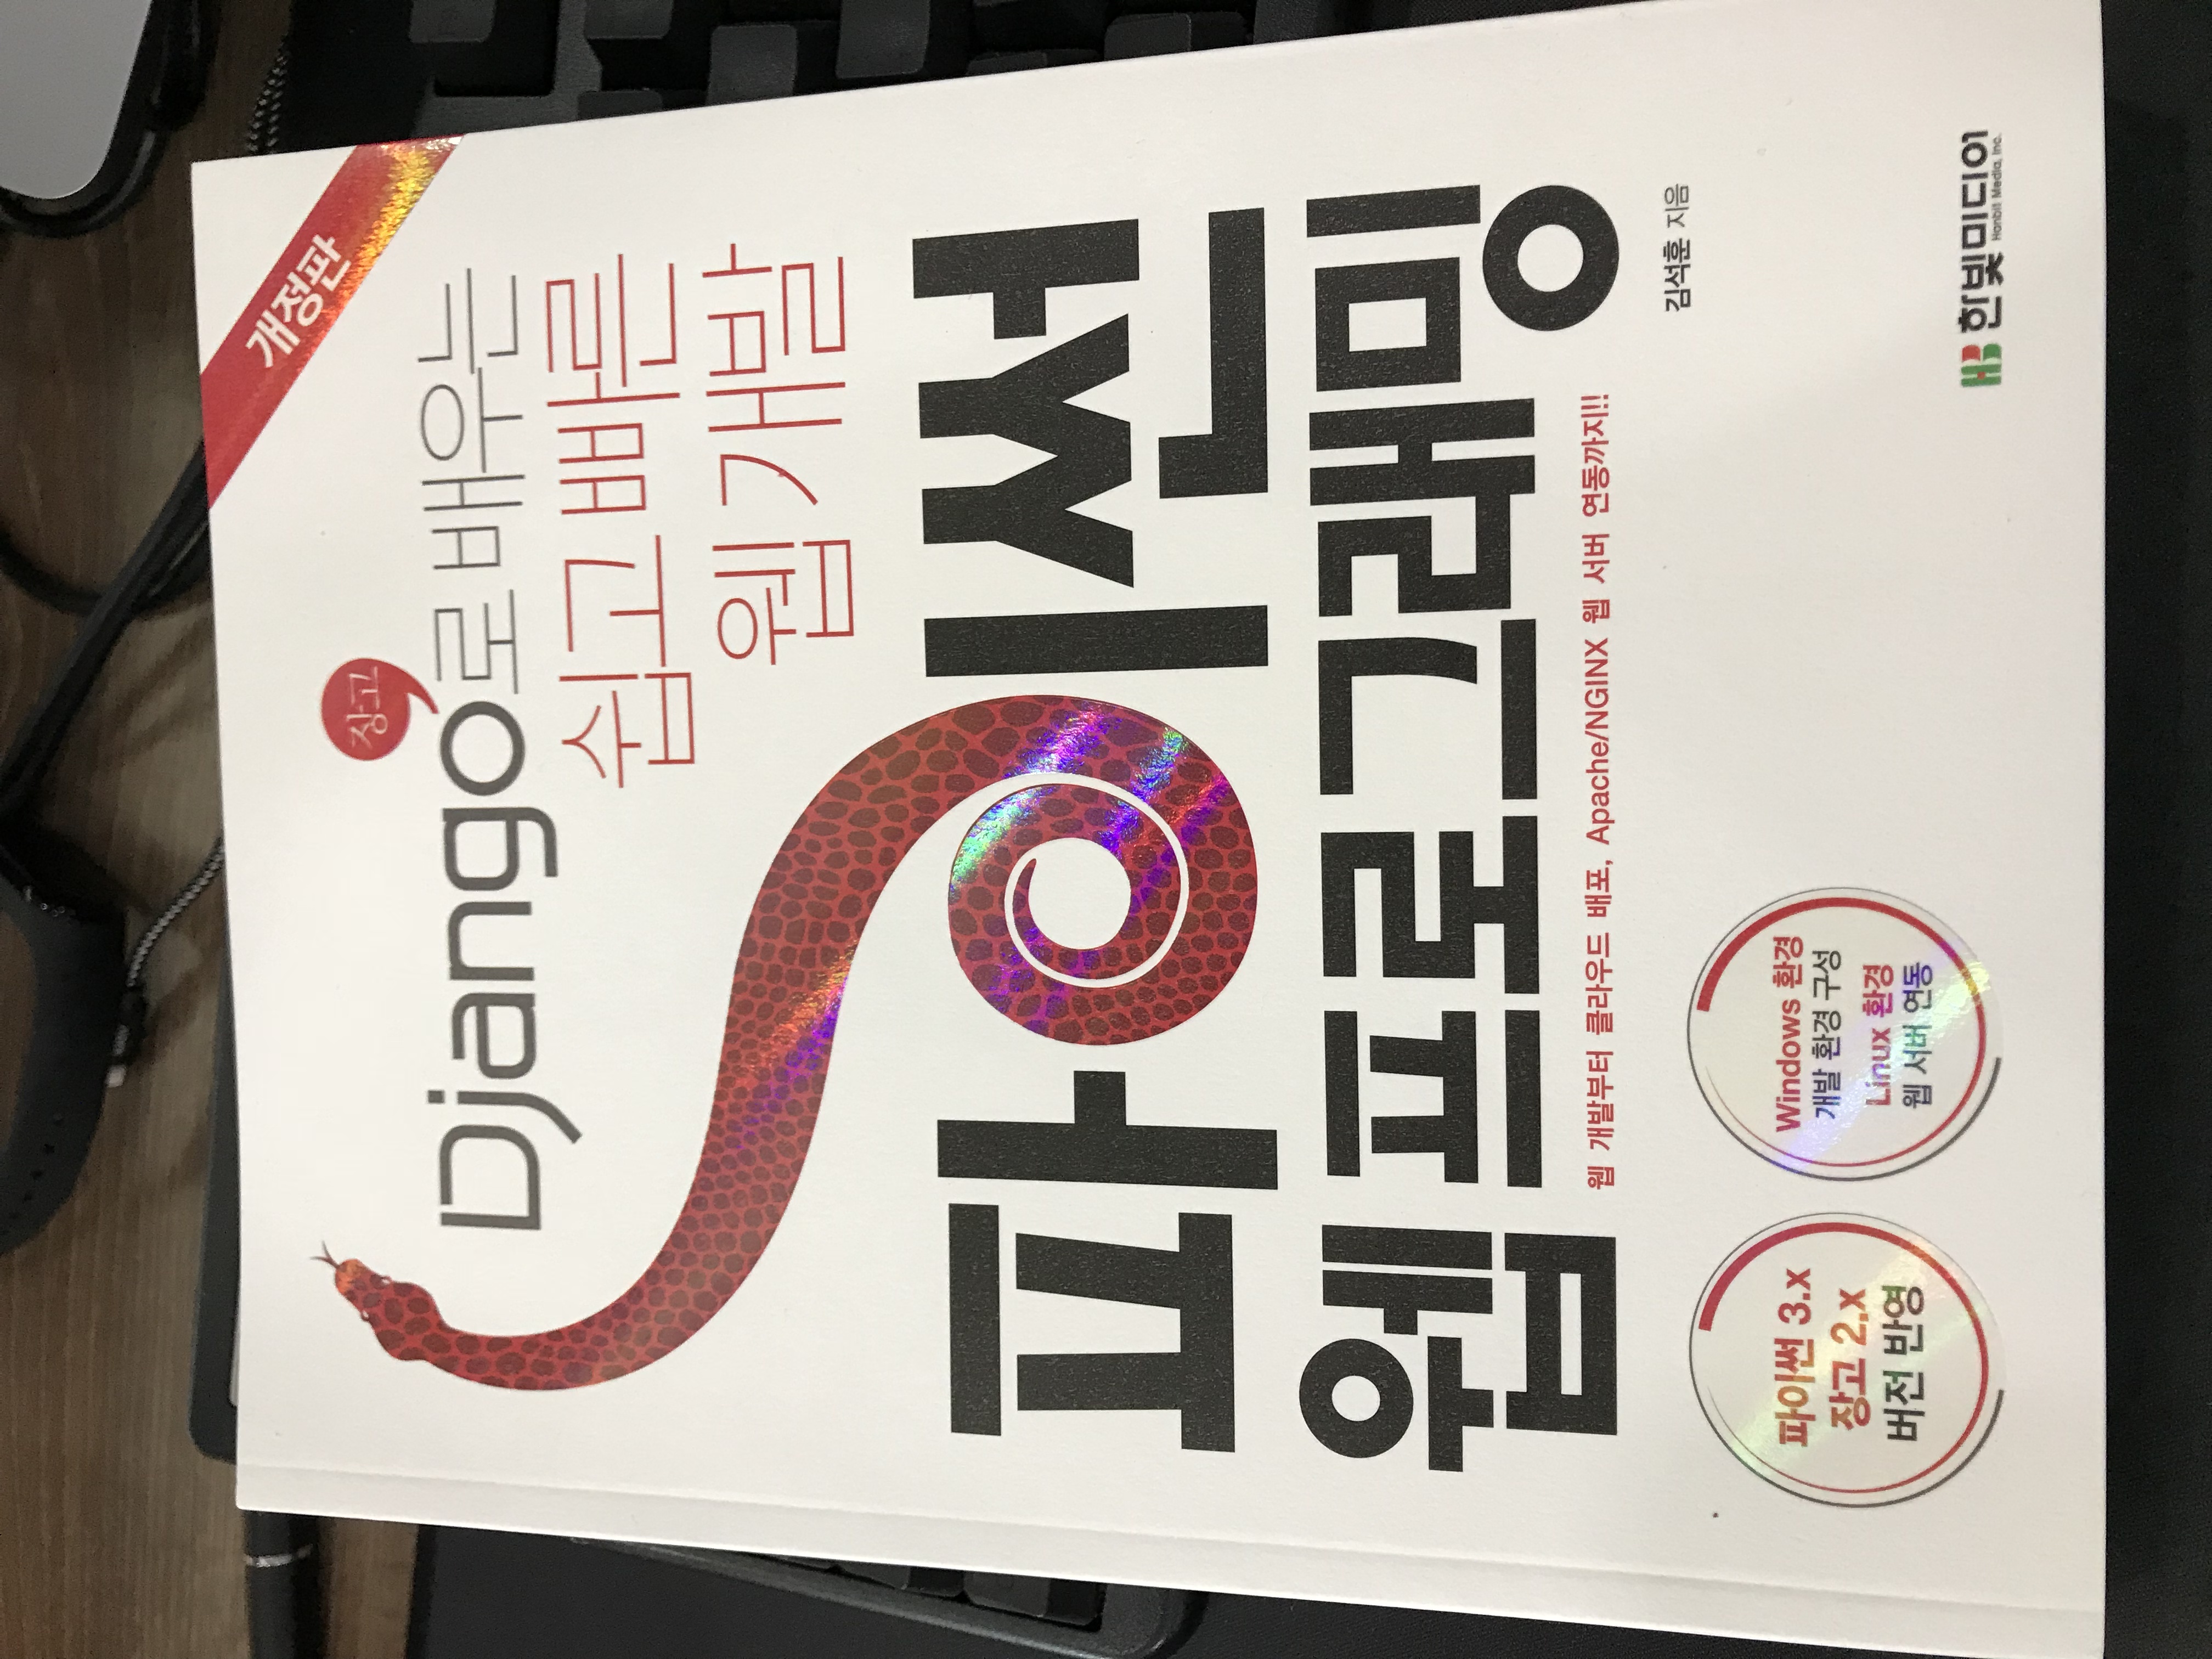 개정판
장고
Django로 배우는
쉽고 빠른
웹 개발
파이썬
웹 프로그래밍
웹 개발부터 클라우드 배포, Apache/NGINX 웹 서버 연동까지!!
김석훈 지음
파이썬 3.x
장고 2.x
버전 반영
Windows 환경
개발 환경 구성
Linux 환경
웹 서버 연동
HB 한빛미디어
Hanbit Media, Inc.